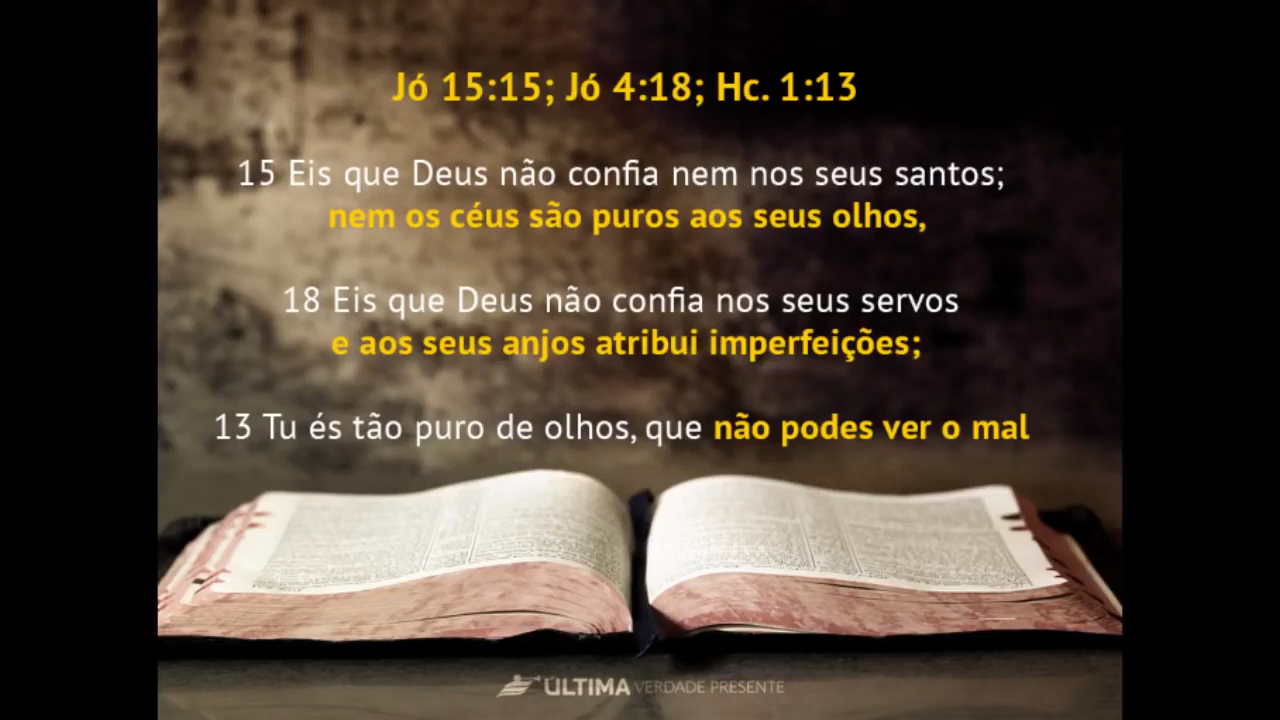 Jó 15:15; Jó 4:18; Hc. 1:13
15 Eis que Deus não confia nem nos seus santos;
nem os céus são puros aos seus olhos,
18 Eis que Deus não confia nos seus servos
e aos seus anjos atribui imperfeições;
13 Tu és tão puro de olhos, que não podes ver o mal
ÚLTIMA VERDADE PRESENTE